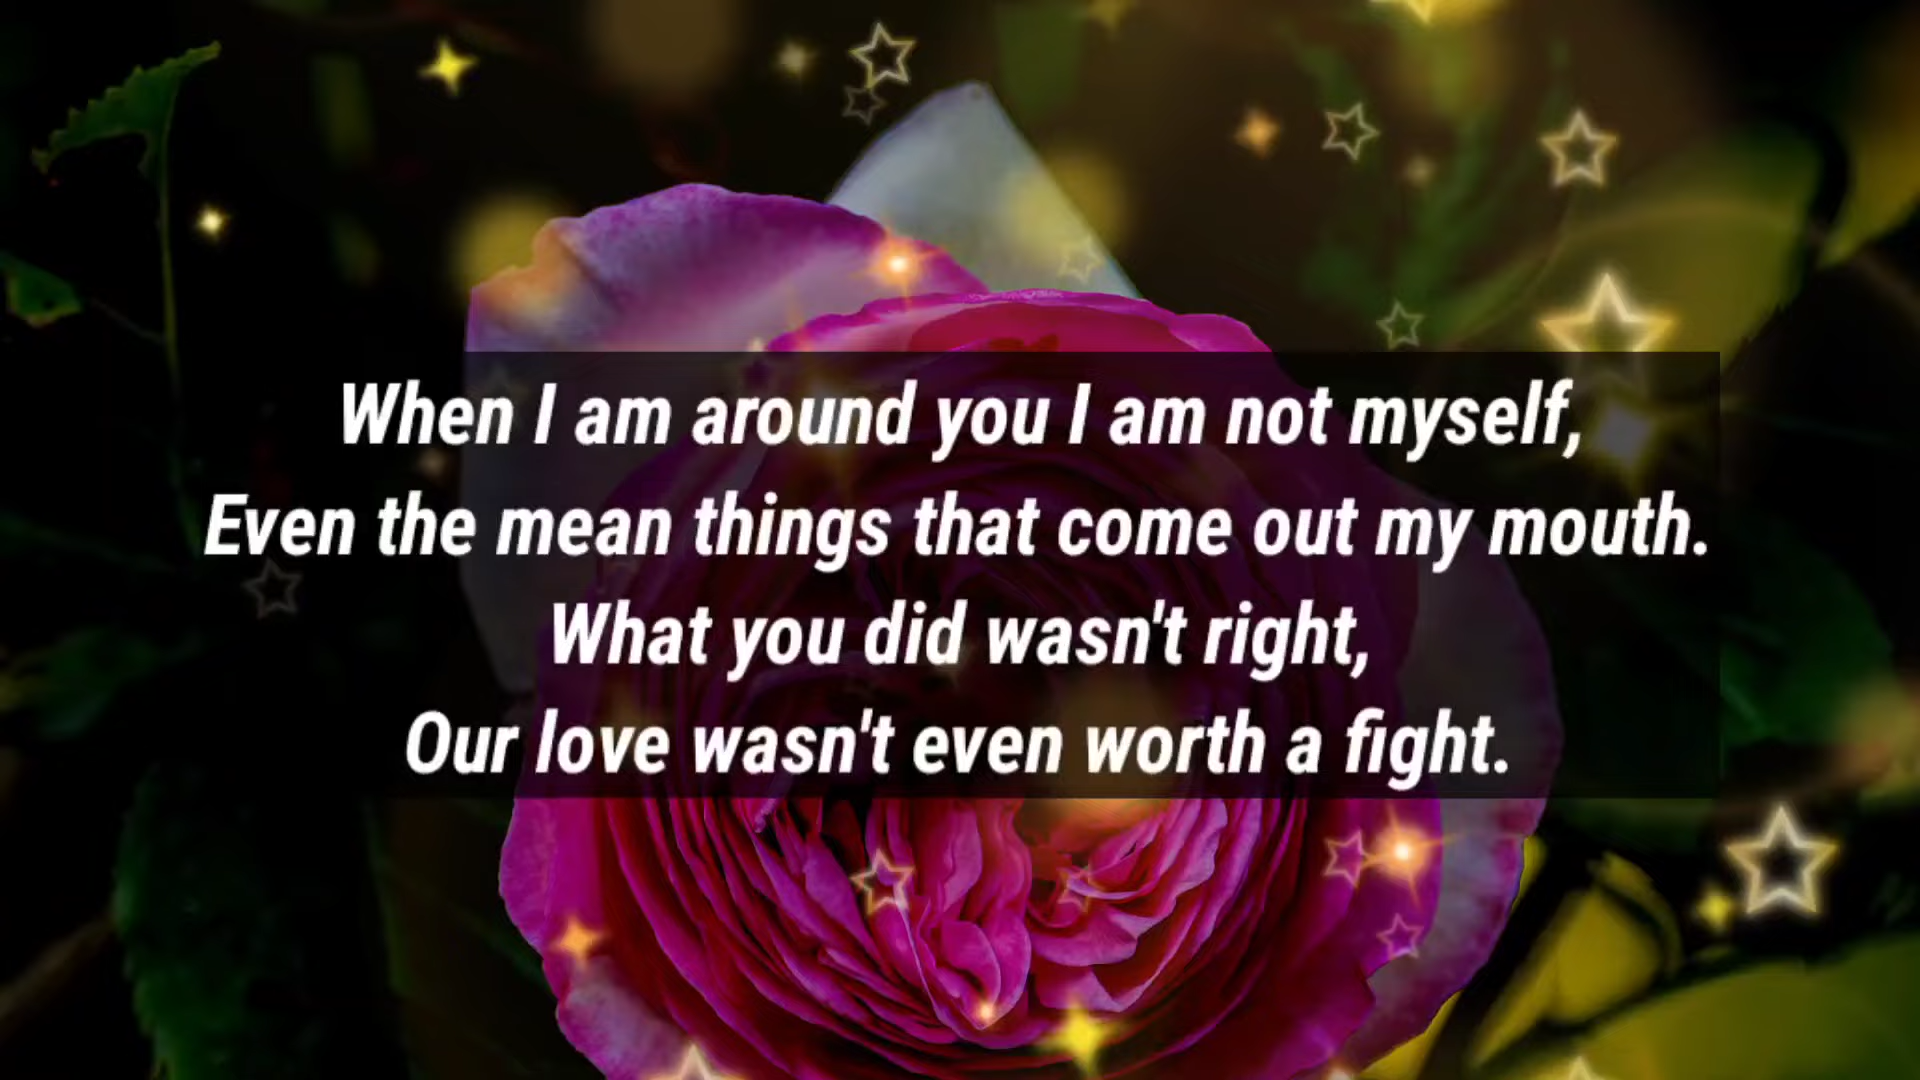 When I am around you I am not myself,
Even the mean things that come out my mouth.
What you did wasn't right,
Our love wasn't even worth a fight.